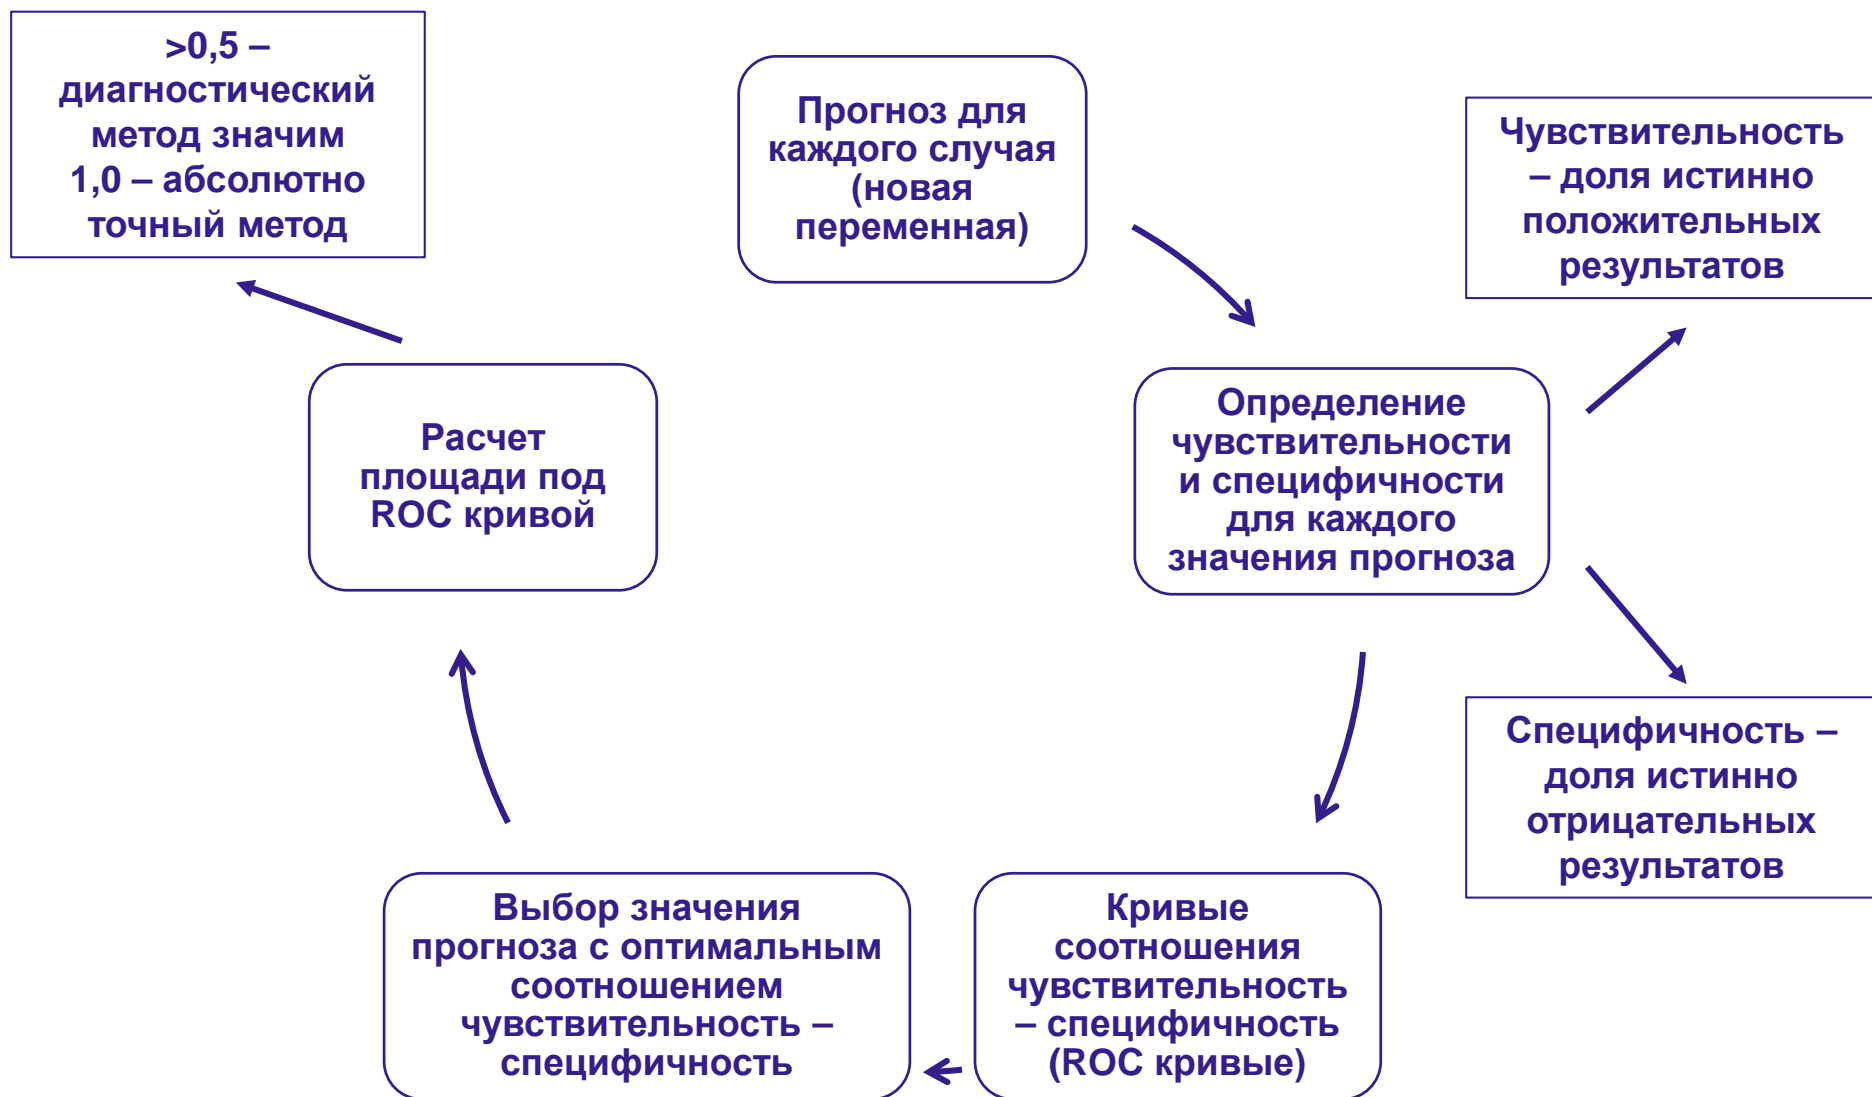 >0,5 –
диагностический
метод значим
1,0 – абсолютно
точный метод
Прогноз для
каждого случая
(новая
переменная)
Чувствительность
– доля истинно
положительных
результатов
Расчет
площади под
ROC кривой
Определение
чувствительности
и специфичности
для каждого
значения прогноза
Специфичность –
доля истинно
отрицательных
результатов
Выбор значения
прогноза с оптимальным
соотношением
чувствительность –
специфичность
Кривые
соотношения
чувствительность
– специфичность
(ROC кривые)